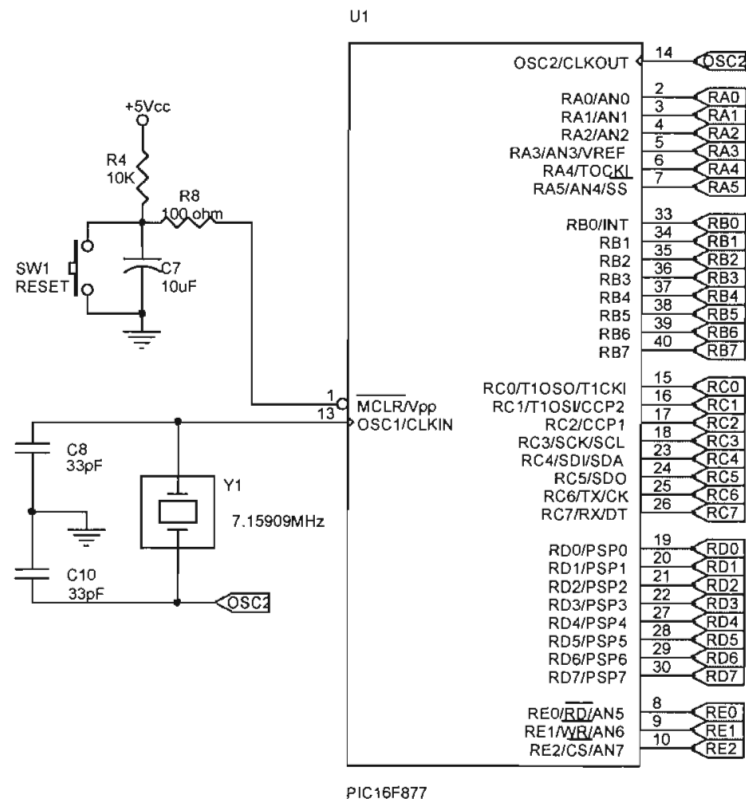 U1
+5Vcc
R4
10K
R8
100 ohm
SW1
RESET
C7
10uF
1
MCLR/Vpp
13
OSC1/CLKIN
C8
33pF
Y1
7.15909MHz
C10
33pF
OSC2
OSC2/CLKOUT 14 OSC2
RA0/AN0 2 RA0
RA1/AN1 3 RA1
RA2/AN2 4 RA2
RA3/AN3/VREF 5 RA3
RA4/TOCKI 6 RA4
RA5/AN4/SS 7 RA5
RB0/INT 33 RB0
RB1 34 RB1
RB2 35 RB2
RB3 36 RB3
RB4 37 RB4
RB5 38 RB5
RB6 39 RB6
RB7 40 RB7
RC0/T1OSO/T1CKI 15 RC0
RC1/T1OSI/CCP2 16 RC1
RC2/CCP1 17 RC2
RC3/SCK/SCL 18 RC3
RC4/SDI/SDA 23 RC4
RC5/SDO 24 RC5
RC6/TX/CK 25 RC6
RC7/RX/DT 26 RC7
RD0/PSP0 19 RD0
RD1/PSP1 20 RD1
RD2/PSP2 21 RD2
RD3/PSP3 22 RD3
RD4/PSP4 27 RD4
RD5/PSP5 28 RD5
RD6/PSP6 29 RD6
RD7/PSP7 30 RD7
RE0/RD/AN5 8 RE0
RE1/WR/AN6 9 RE1
RE2/CS/AN7 10 RE2
PIC16F877